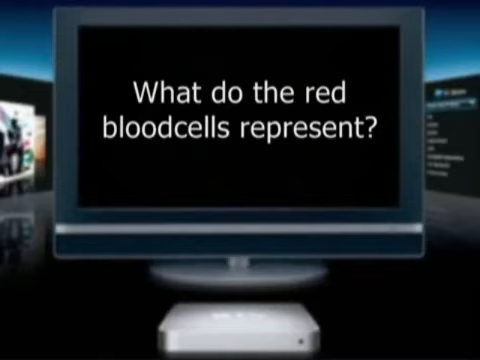 What do the red
bloodcells represent?